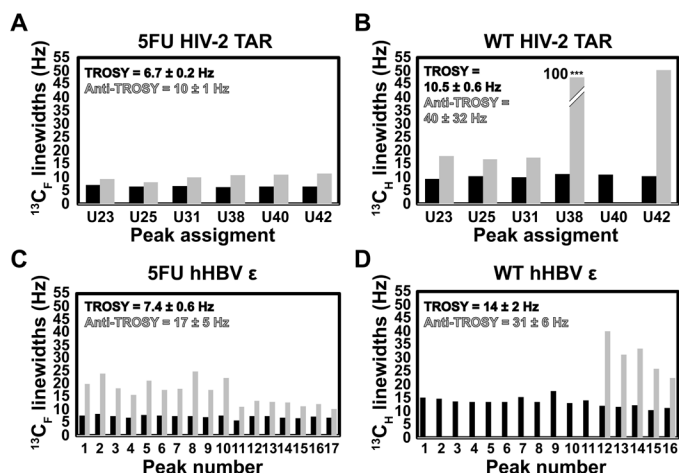 A
5FU HIV-2 TAR
¹³C_F linewidths (Hz)
55
50
45
40
35
30
25
20
15
10
5
0
TROSY = 6.7 ± 0.2 Hz
Anti-TROSY = 10 ± 1 Hz
U23 U25 U31 U38 U40 U42
Peak assigment
B
WT HIV-2 TAR
¹³C_H linewidths (Hz)
55
50
45
40
35
30
25
20
15
10
5
0
TROSY =
10.5 ± 0.6 Hz
Anti-TROSY =
40 ± 32 Hz
100 ***
U23 U25 U31 U38 U40 U42
Peak assigment
C
5FU hHBV ε
¹³C_F linewidths (Hz)
55
50
45
40
35
30
25
20
15
10
5
0
TROSY = 7.4 ± 0.6 Hz
Anti-TROSY = 17 ± 5 Hz
1 2 3 4 5 6 7 8 9 10 11 12 13 14 15 16 17
Peak number
D
WT hHBV ε
¹³C_H linewidths (Hz)
55
50
45
40
35
30
25
20
15
10
5
0
TROSY = 14 ± 2 Hz
Anti-TROSY = 31 ± 6 Hz
1 2 3 4 5 6 7 8 9 10 11 12 13 14 15 16
Peak number